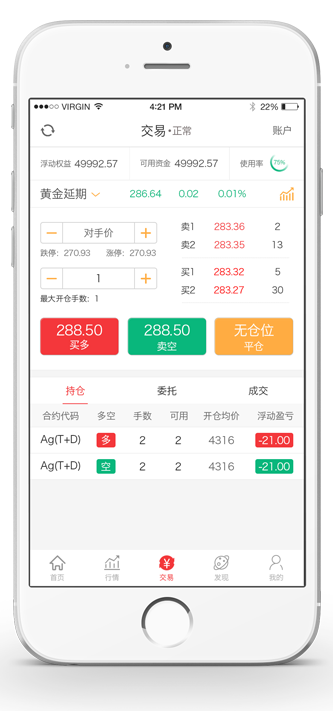 VIRGIN 4:21 PM 22%
交易•正常 账户
浮动权益 49992.57 可用资金 49992.57 使用率 75%
黄金延期 286.64 0.02 0.01%
卖1 283.36 2
对手价
卖2 283.35 13
跌停: 270.93 涨停: 270.93
买1 283.32 5
1
买2 283.27 30
最大开仓手数: 1
288.50 288.50 无仓位
买多 卖空 平仓
持仓 委托 成交
合约代码 多空 手数 可用 开仓均价 浮动盈亏
Ag(T+D) 多 2 2 4316 -21.00
Ag(T+D) 空 2 2 4316 -21.00
首页 行情 交易 发现 我的